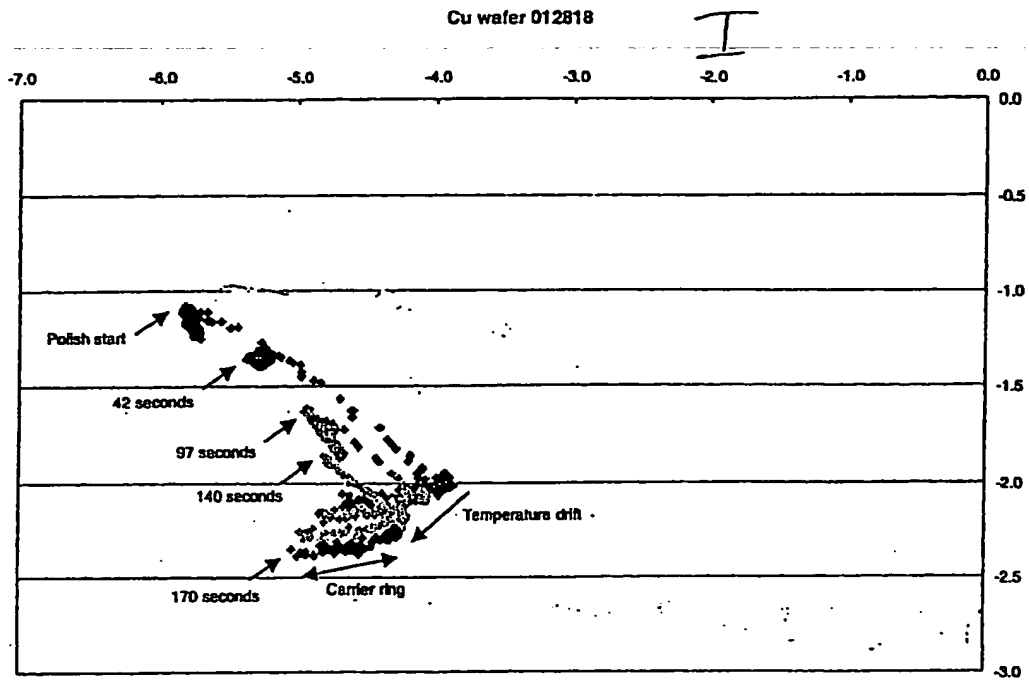 Cu wafer 012818
I
-7.0 -6.0 -5.0 -4.0 -3.0 -2.0 -1.0 0.0
0.0
-0.5
-1.0
Polish start
-1.5
42 seconds
97 seconds
140 seconds
-2.0
Temperature drift
170 seconds
Carrier ring
-2.5
-3.0